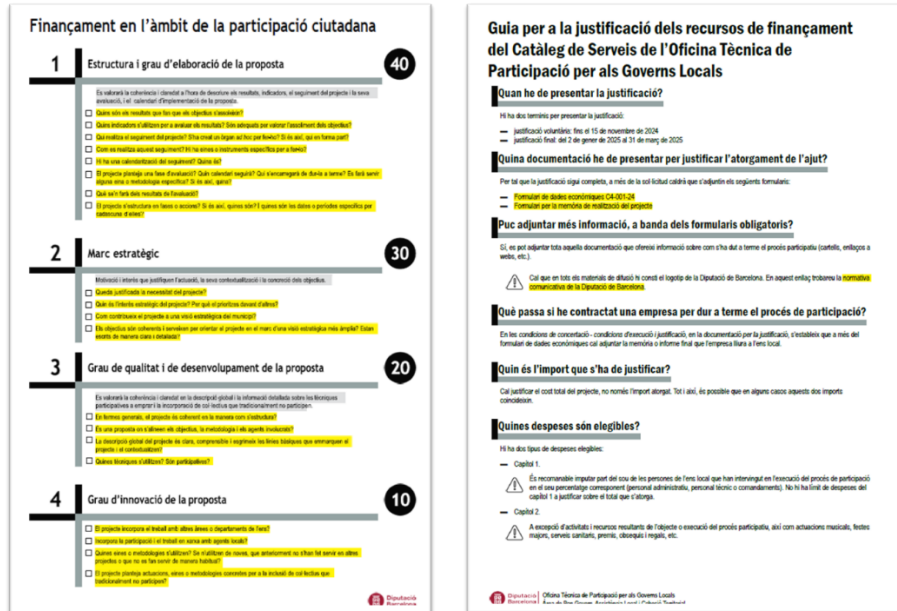 Finançament en l'àmbit de la participació ciutadana
1 Estructura i grau d'elaboració de la proposta 40
Es valorarà la coherència i claredat a l'hora de descriure els resultats, indicadors, el seguiment del projecte i la seva
avaluació, i el calendari d'implementació de la proposta.
Quins són els resultats que fan que els objectius s'assoleixin?
Quins indicadors s'utilitzen per a avaluar els resultats? Són adequats per valorar l'assoliment dels objectius?
Qui realitza el seguiment del projecte? S'ha creat un òrgan ad hoc per fer-ho? Si és així, qui en forma part?
Com es realitza aquest seguiment? Hi ha eines o instruments específics per a fer-ho?
Hi ha una calendarització del seguiment? Quina és?
El projecte planteja una fase d'avaluació? Quin calendari seguirà? Qui s'encarregarà de dur-la a terme? Es farà servir
alguna eina o metodologia específica? Si és així, quina?
Què se'n farà dels resultats de l'avaluació?
El projecte s'estructura en fases o accions? Si és així, quines són? I quines són les dates o períodes específics per
cadascuna d'elles?
2 Marc estratègic 30
Motivació i interès que justifiquen l'actuació, la seva contextualització i la concreció dels objectius.
Queda justificada la necessitat del projecte?
Quin és l'interès estratègic del projecte? Per què el prioritzes davant d'altres?
Com contribueix el projecte a una visió estratègica del municipi?
Els objectius són coherents i serveixen per orientar el projecte en el marc d'una visió estratègica més àmplia? Estan
escrits de manera clara i detallada?
3 Grau de qualitat i de desenvolupament de la proposta 20
Es valorarà la coherència i claredat en la descripció global i la informació detallada sobre les tècniques
participatives a emprar i la incorporació de col·lectius que tradicionalment no participen.
En termes generals, el projecte és coherent en la manera com s'estructura?
És una proposta on s'alineen els objectius, la metodologia i els agents involucrats?
La descripció global del projecte és clara, comprensible i exprimeix les línies bàsiques que emmarquen el
projecte i el contextualitzen?
Quines tècniques s'utilitzen? Són participatives?
4 Grau d'innovació de la proposta 10
El projecte incorpora el treball amb altres àrees o departaments de l'ens?
Incorpora la participació i el treball en xarxa amb agents locals?
Quines eines o metodologies s'utilitzen? Se n'utilitzen de noves, que anteriorment no s'han fet servir en altres
projectes o que no es fan servir de manera habitual?
El projecte planteja actuacions, eines o metodologies concretes per a la inclusió de col·lectius que
tradicionalment no participen?
Diputació
Barcelona
Guia per a la justificació dels recursos de finançament
del Catàleg de Serveis de l'Oficina Tècnica de
Participació per als Governs Locals
Quan he de presentar la justificació?
Hi ha dos terminis per presentar la justificació:
— justificació voluntària: fins el 15 de novembre de 2024
— justificació final: del 2 de gener de 2025 al 31 de març de 2025
Quina documentació he de presentar per justificar l'atorgament de l'ajut?
Per tal que la justificació sigui completa, a més de la sol·licitud caldrà que s'adjuntin els següents formularis:
— Formulari de dades econòmiques C4-001-24
— Formulari per la memòria de realització del projecte
Puc adjuntar més informació, a banda dels formularis obligatoris?
Sí, es pot adjuntar tota aquella documentació que ofereixi informació sobre com s'ha dut a terme el procés participatiu (cartells, enllaços a
webs, etc.).
Cal que en tots els materials de difusió hi consti el logotip de la Diputació de Barcelona. En aquest enllaç trobareu la normativa
comunicativa de la Diputació de Barcelona.
Què passa si he contractat una empresa per dur a terme el procés de participació?
En les condicions de concertació - condicions d'execució i justificació, en la documentació per la justificació, s'estableix que a més del
formulari de dades econòmiques cal adjuntar la memòria o informe final que l'empresa lliura a l'ens local.
Quin és l'import que s'ha de justificar?
Cal justificar el cost total del projecte, no només l'import atorgat. Tot i així, és possible que en alguns casos aquests dos imports
coincideixin.
Quines despeses són elegibles?
Hi ha dos tipus de despeses elegibles:
— Capítol 1.
És recomanable imputar part del sou de les persones de l'ens local que han intervingut en l'execució del procés de participació
en el seu percentatge corresponent (personal administratiu, personal tècnic o comandaments). No hi ha límit de despeses del
capítol 1 a justificar sobre el total que s'atorga.
— Capítol 2.
A excepció d'activitats i recursos resultants de l'objecte o execució del procés participatiu, així com actuacions musicals, festes
majors, serveis sanitaris, premis, obsequis i regals, etc.
Diputació
Barcelona
Oficina Tècnica de Participació per als Governs Locals